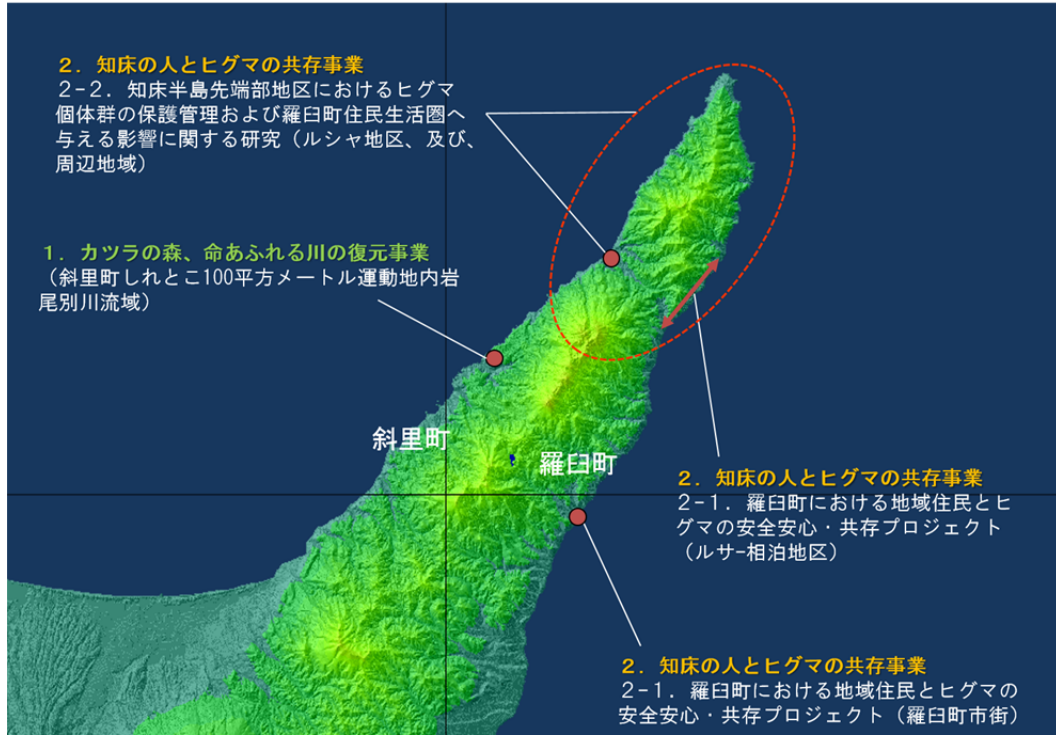 2．知床の人とヒグマの共存事業
2-2．知床半島先端部地区におけるヒグマ
個体群の保護管理および羅臼町住民生活圏へ
与える影響に関する研究（ルシャ地区、及び、
周辺地域）
1．カツラの森、命あふれる川の復元事業
（斜里町しれとこ100平方メートル運動地内岩
尾別川流域）
斜里町
羅臼町
2．知床の人とヒグマの共存事業
2-1．羅臼町における地域住民とヒ
グマの安全安心・共存プロジェクト
（ルサ-相泊地区）
2．知床の人とヒグマの共存事業
2-1．羅臼町における地域住民とヒグマの
安全安心・共存プロジェクト（羅臼町市街）